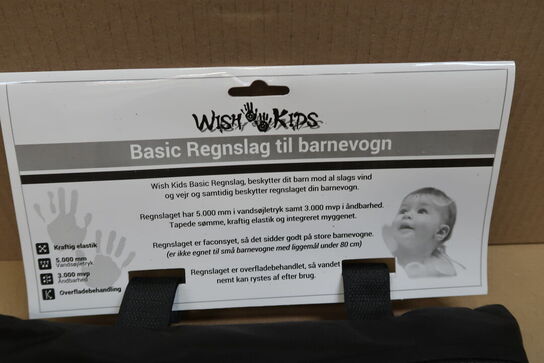 WISH KIDS
Basic Regnslag til barnevogn
Wish Kids Basic Regnslag, beskytter dit barn mod al slags vind
og vejr og samtidig beskytter regnslaget din barnevogn.
Regnslaget har 5.000 mm i vandsøjletryk samt 3.000 mvp i åndbarhed.
Tapede sømme, kraftig elastik og integreret myggenet.
Regnslaget er faconsyet, så det sidder godt på store barnevogne.
(er ikke egnet til små barnevogne med liggemål under 80 cm)
Regnslaget er overfladebehandlet, så vandet
nemt kan rystes af efter brug.
Kraftig elastik
5.000 mm
Vandsøjletryk
3.000 mvp
Åndbarhed
Overfladebehandling